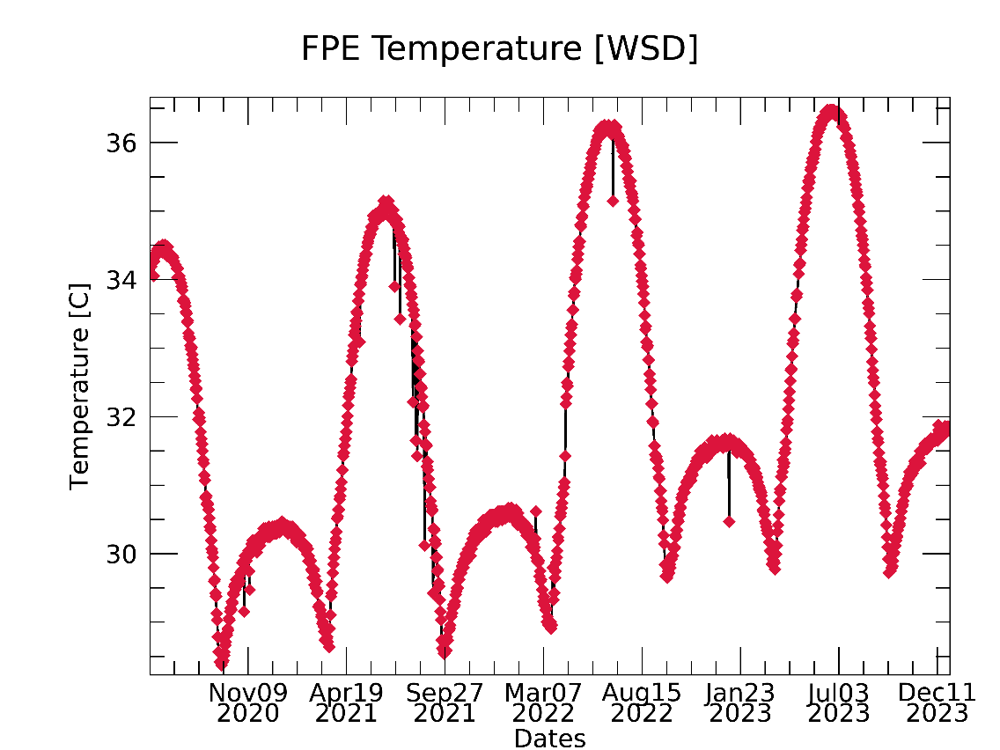 FPE Temperature [WSD]
Temperature [C]
36
34
32
30
Nov09 Apr19 Sep27 Mar07 Aug15 Jan23 Jul03 Dec11
2020 2021 2021 2022 2022 2023 2023 2023
Dates